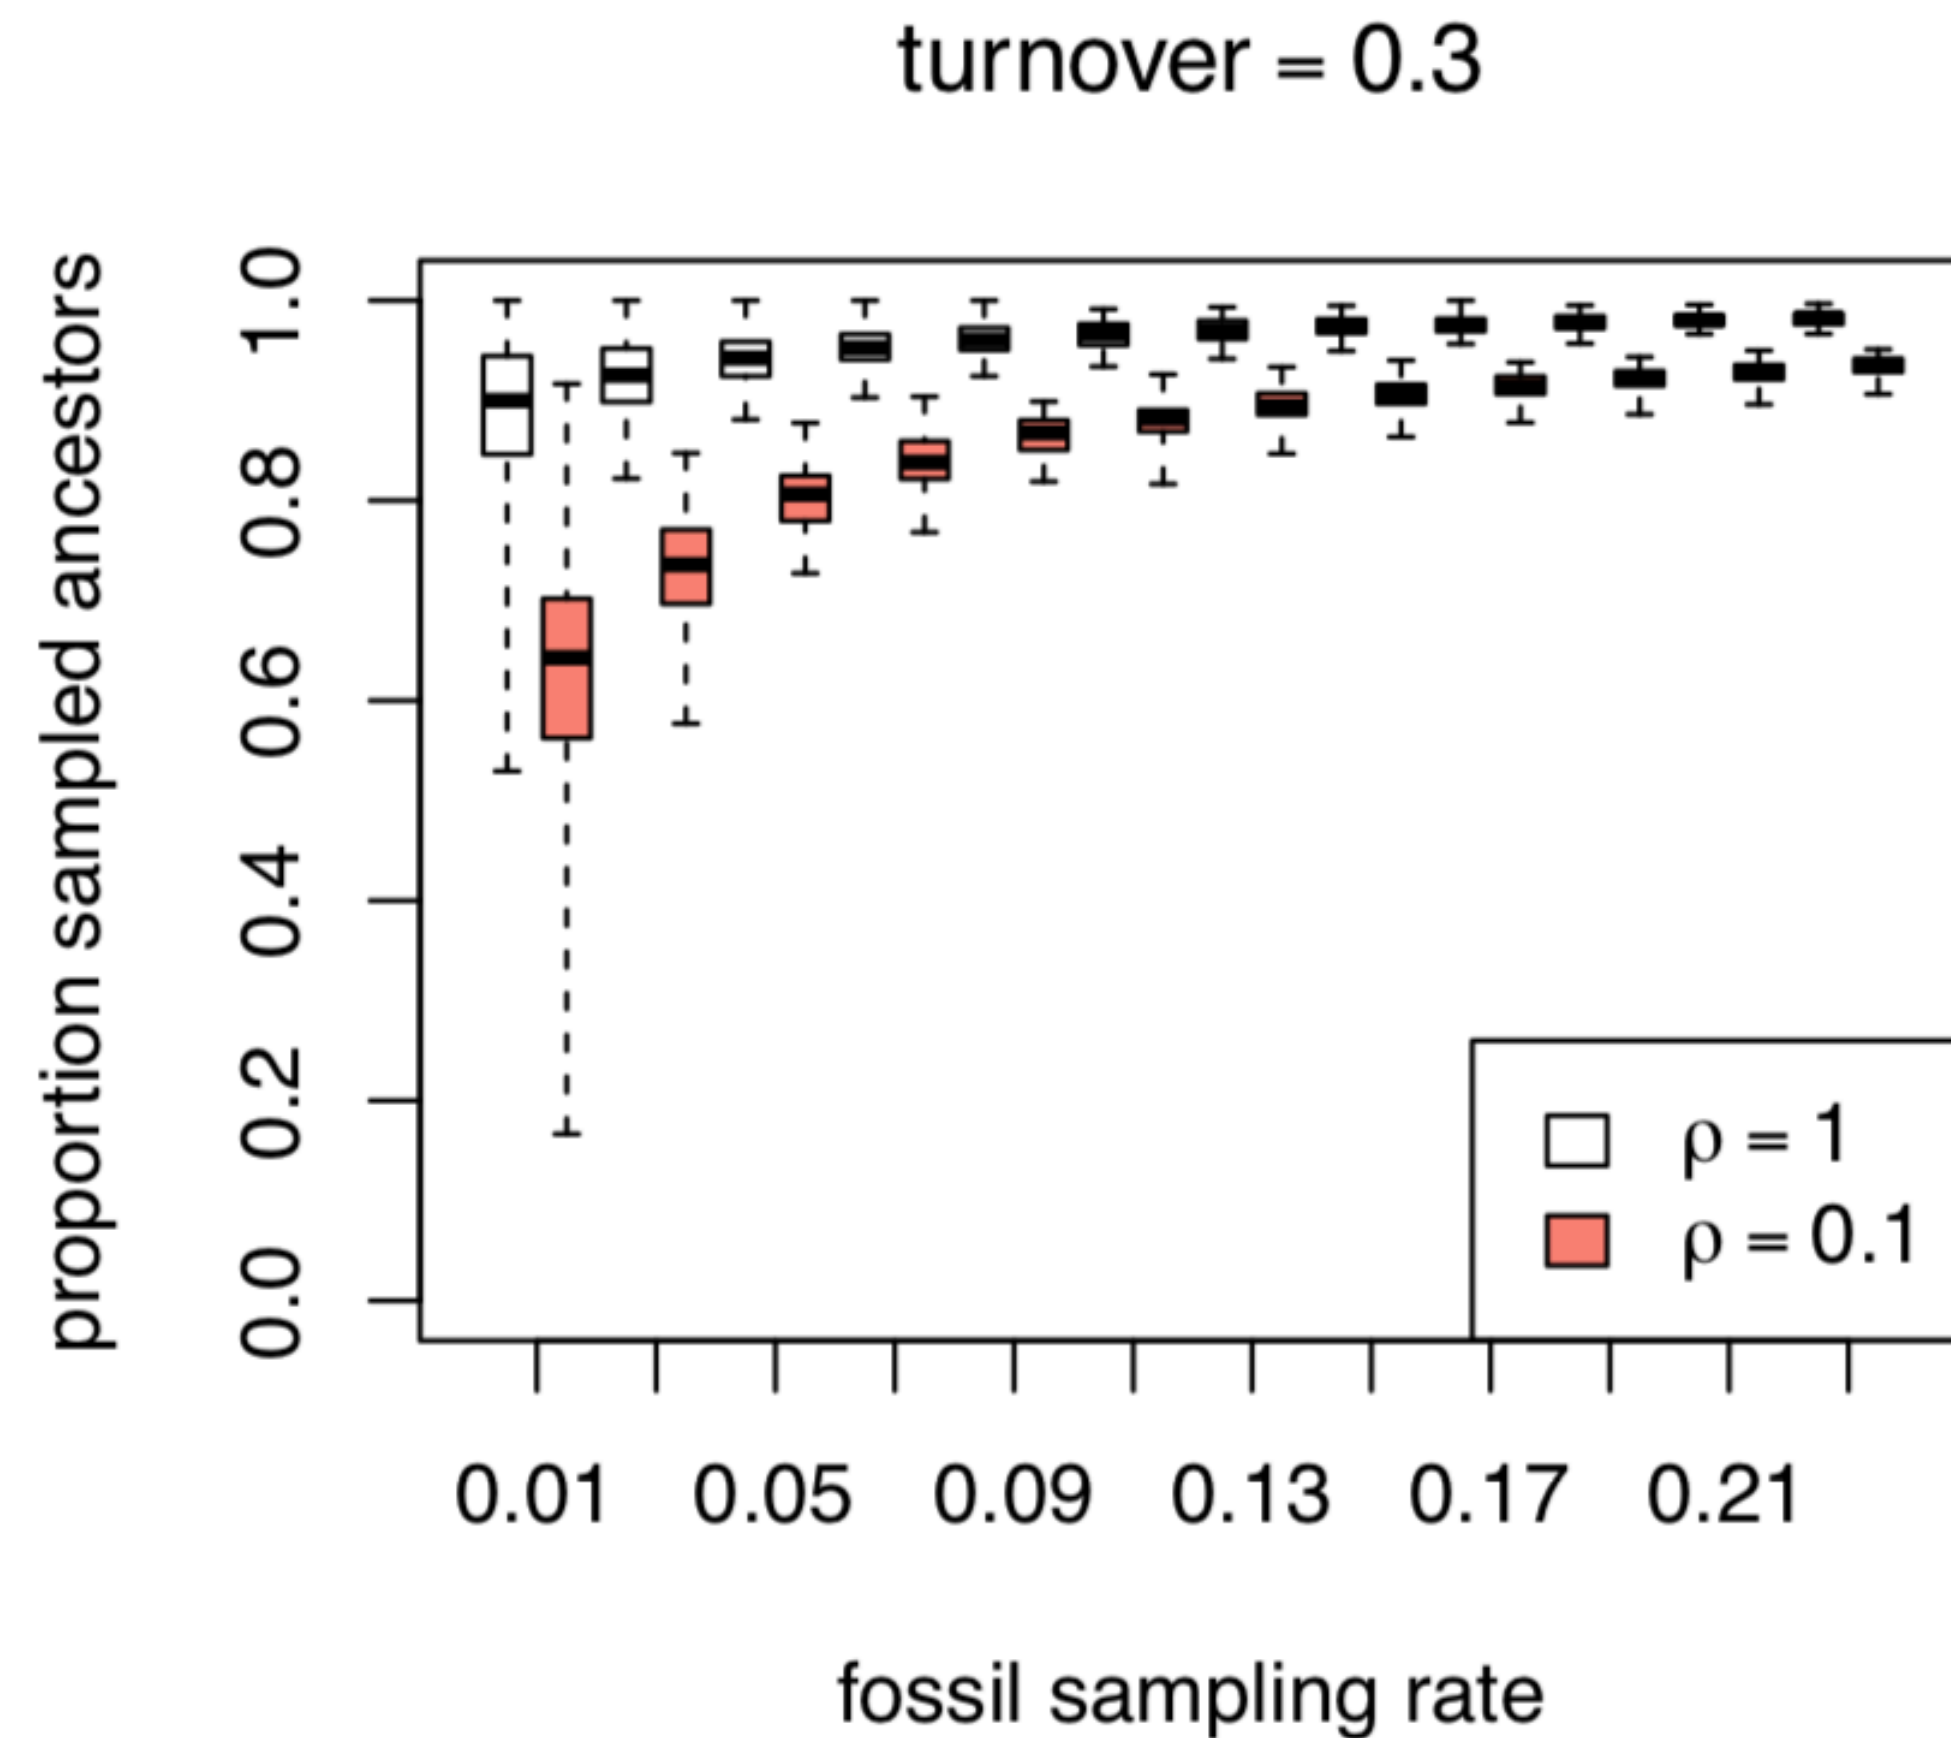 turnover = 0.3
proportion sampled ancestors
1.0
0.8
0.6
0.4
0.2
0.0
ρ = 1
ρ = 0.1
0.01 0.05 0.09 0.13 0.17 0.21
fossil sampling rate